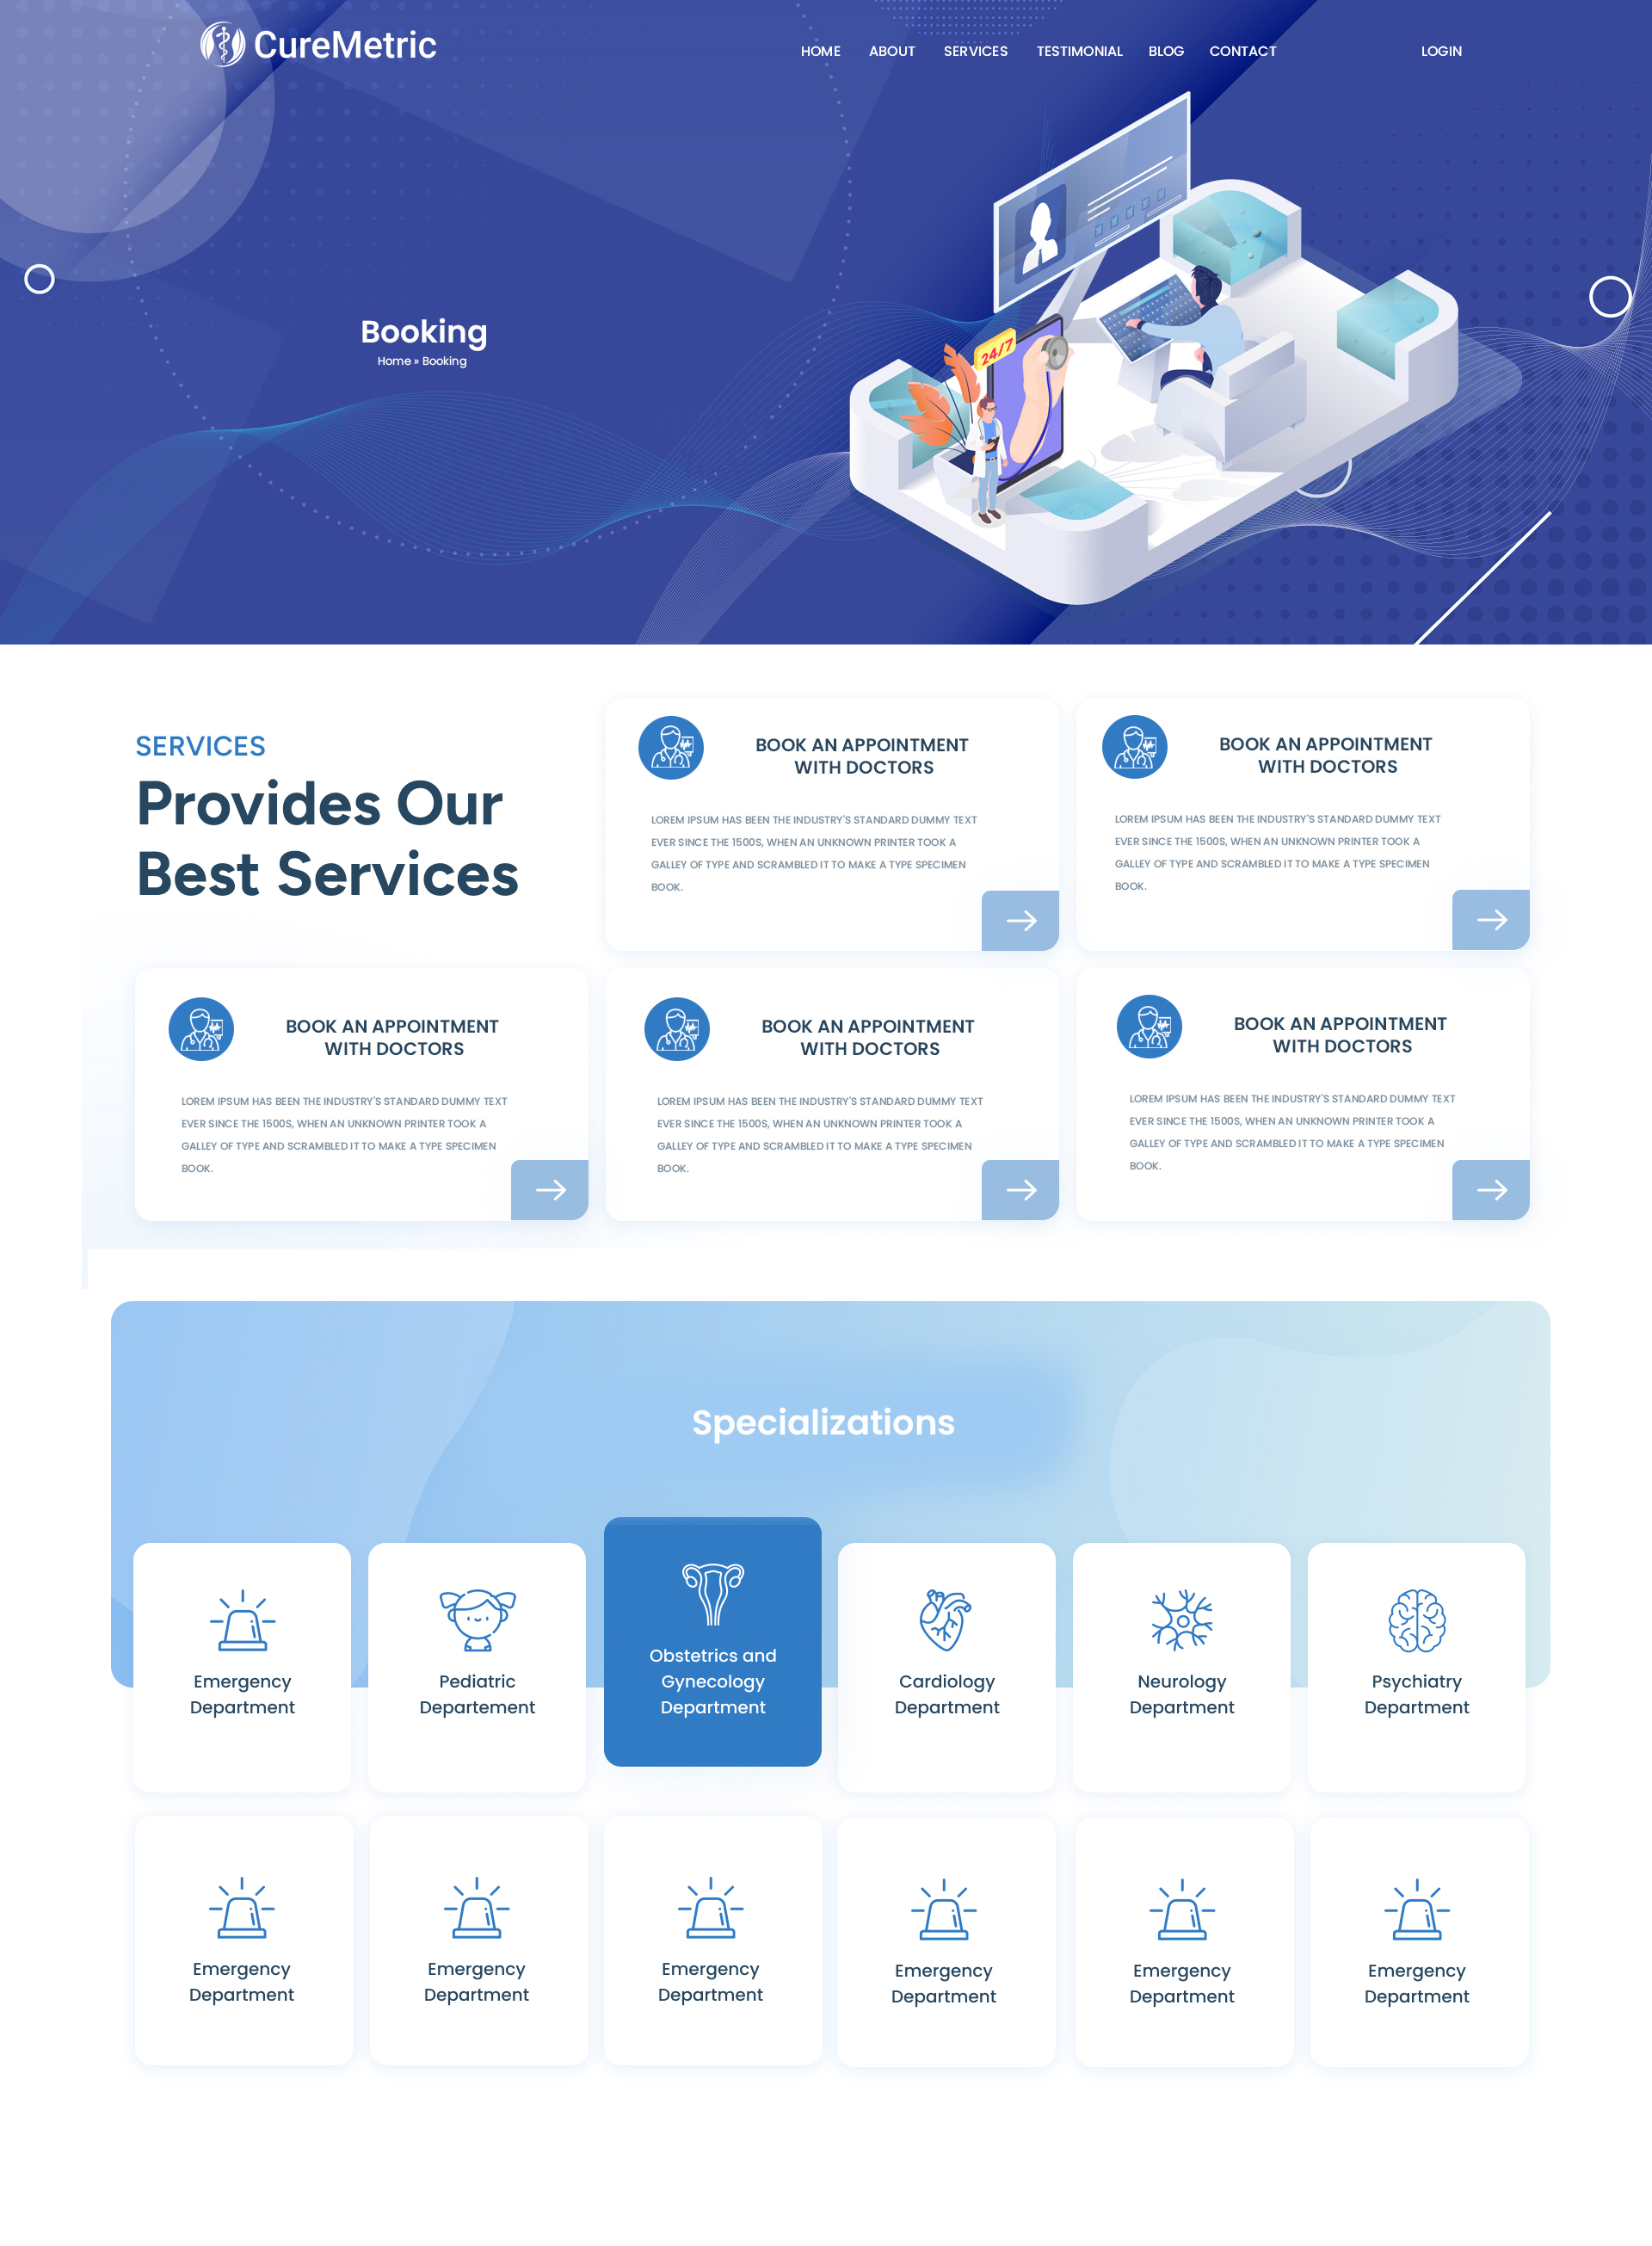 CureMetric
HOME ABOUT SERVICES TESTIMONIAL BLOG CONTACT LOGIN
24/7
Booking
Home » Booking
SERVICES
Provides Our
Best Services
BOOK AN APPOINTMENT
WITH DOCTORS
LOREM IPSUM HAS BEEN THE INDUSTRY'S STANDARD DUMMY TEXT
EVER SINCE THE 1500S, WHEN AN UNKNOWN PRINTER TOOK A
GALLEY OF TYPE AND SCRAMBLED IT TO MAKE A TYPE SPECIMEN
BOOK.
BOOK AN APPOINTMENT
WITH DOCTORS
LOREM IPSUM HAS BEEN THE INDUSTRY'S STANDARD DUMMY TEXT
EVER SINCE THE 1500S, WHEN AN UNKNOWN PRINTER TOOK A
GALLEY OF TYPE AND SCRAMBLED IT TO MAKE A TYPE SPECIMEN
BOOK.
BOOK AN APPOINTMENT
WITH DOCTORS
LOREM IPSUM HAS BEEN THE INDUSTRY'S STANDARD DUMMY TEXT
EVER SINCE THE 1500S, WHEN AN UNKNOWN PRINTER TOOK A
GALLEY OF TYPE AND SCRAMBLED IT TO MAKE A TYPE SPECIMEN
BOOK.
BOOK AN APPOINTMENT
WITH DOCTORS
LOREM IPSUM HAS BEEN THE INDUSTRY'S STANDARD DUMMY TEXT
EVER SINCE THE 1500S, WHEN AN UNKNOWN PRINTER TOOK A
GALLEY OF TYPE AND SCRAMBLED IT TO MAKE A TYPE SPECIMEN
BOOK.
BOOK AN APPOINTMENT
WITH DOCTORS
LOREM IPSUM HAS BEEN THE INDUSTRY'S STANDARD DUMMY TEXT
EVER SINCE THE 1500S, WHEN AN UNKNOWN PRINTER TOOK A
GALLEY OF TYPE AND SCRAMBLED IT TO MAKE A TYPE SPECIMEN
BOOK.
Specializations
Emergency
Department
Pediatric
Departement
Obstetrics and
Gynecology
Department
Cardiology
Department
Neurology
Department
Psychiatry
Department
Emergency
Department
Emergency
Department
Emergency
Department
Emergency
Department
Emergency
Department
Emergency
Department